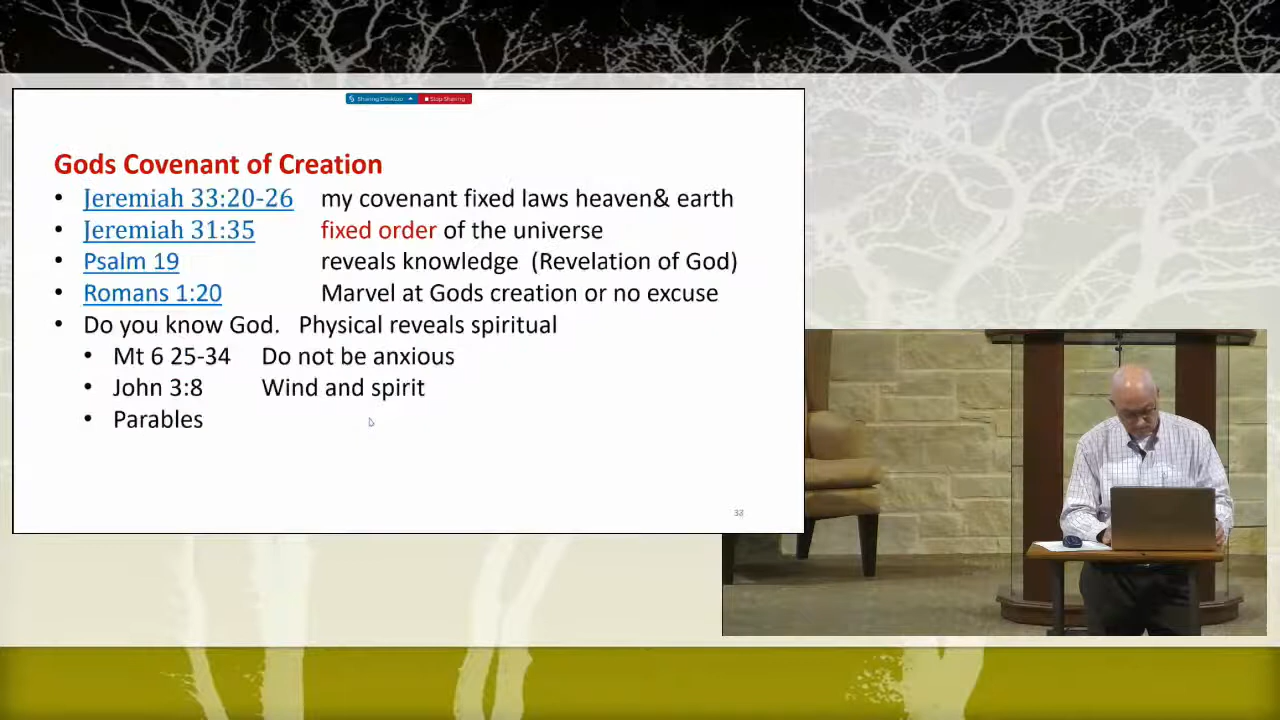 Sharing Desktop Stop Sharing
Gods Covenant of Creation
• Jeremiah 33:20-26 my covenant fixed laws heaven& earth
• Jeremiah 31:35 fixed order of the universe
• Psalm 19 reveals knowledge (Revelation of God)
• Romans 1:20 Marvel at Gods creation or no excuse
• Do you know God. Physical reveals spiritual
• Mt 6 25-34 Do not be anxious
• John 3:8 Wind and spirit
• Parables